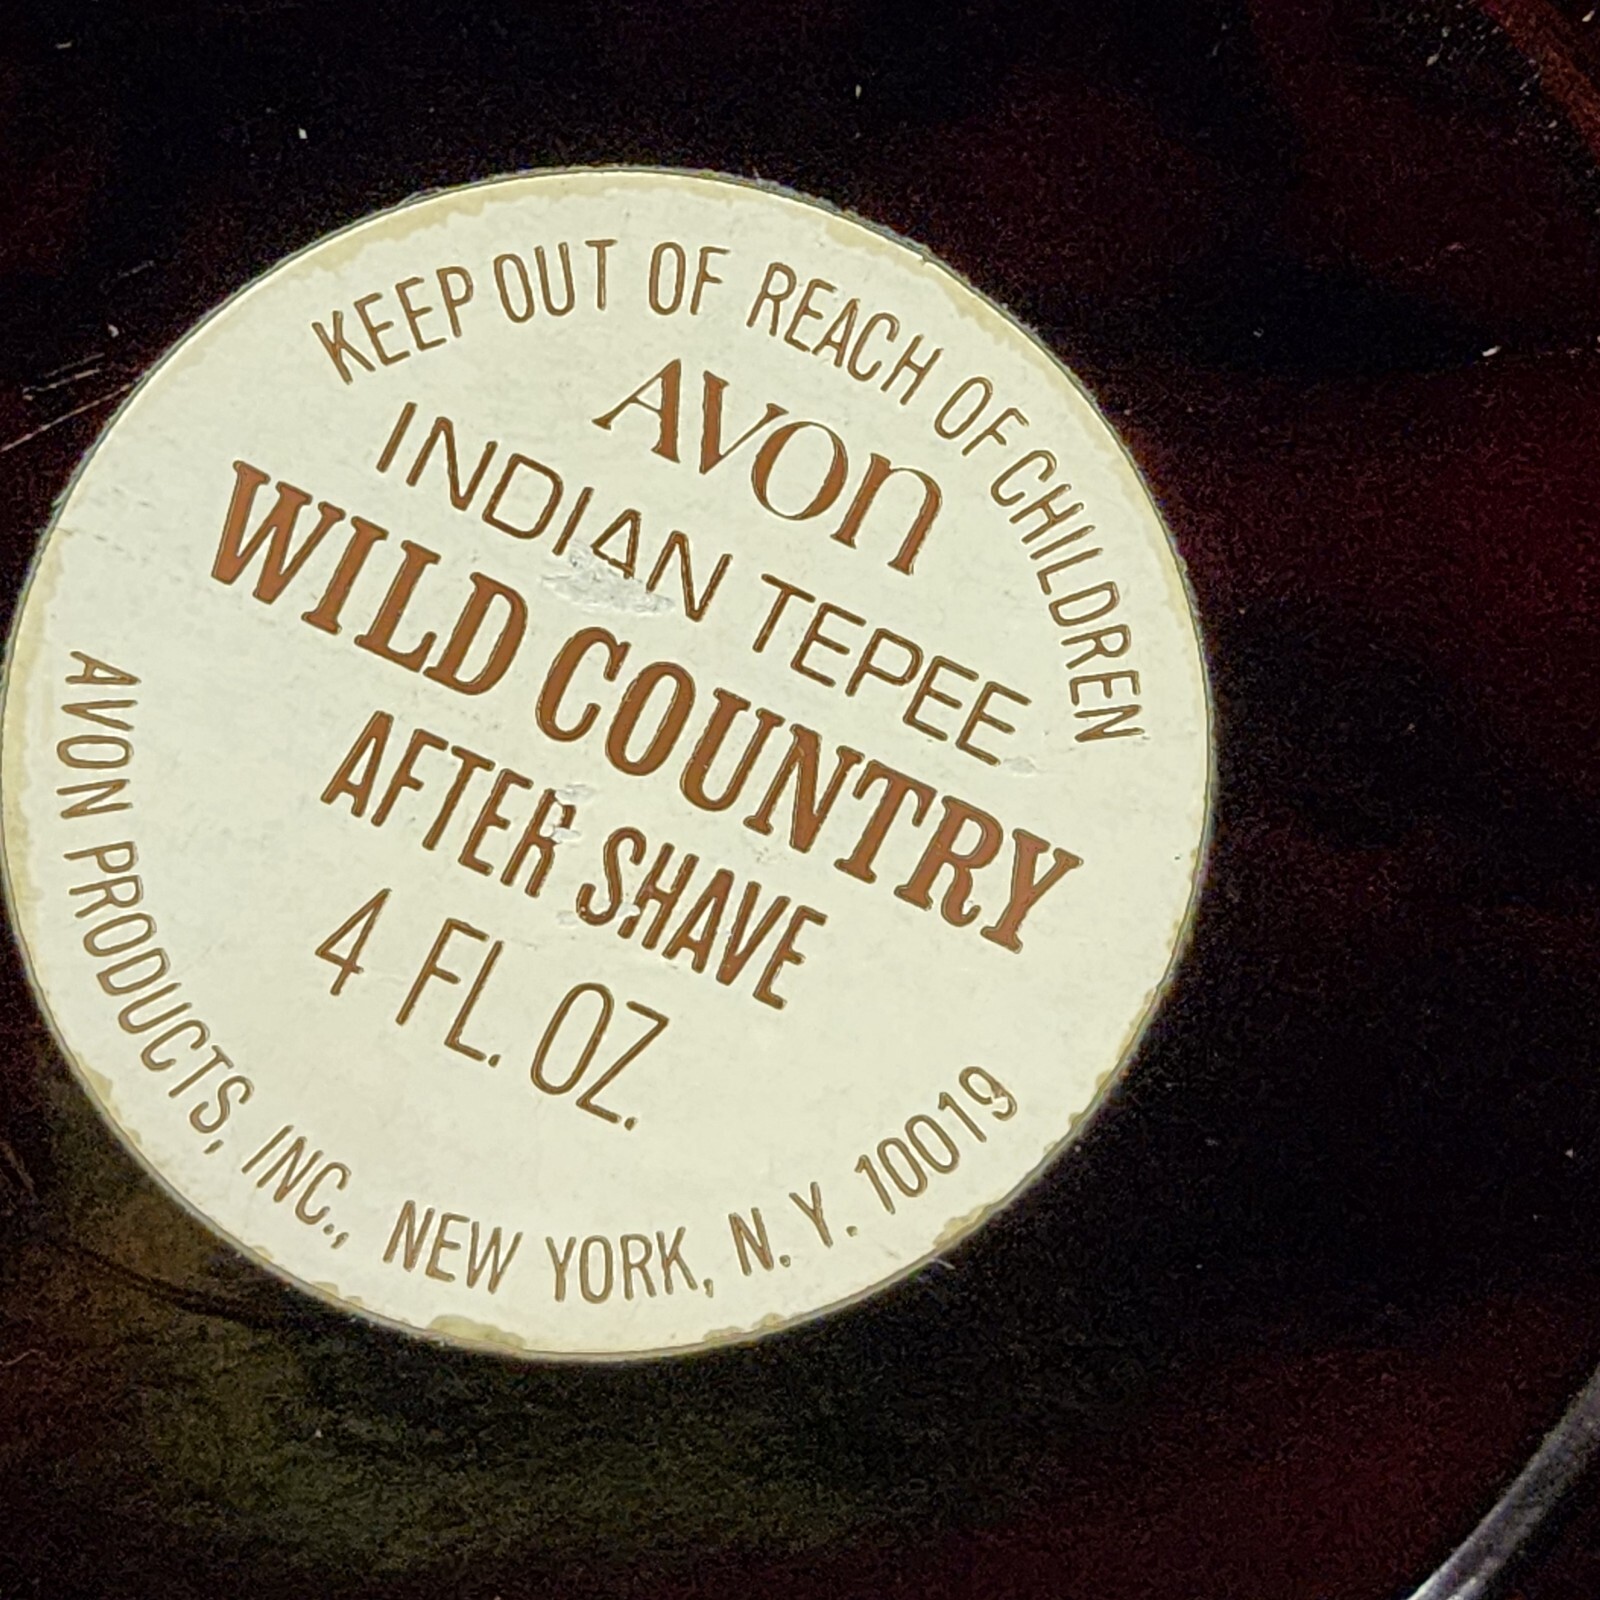 KEEP OUT OF REACH OF CHILDREN
AVON
INDIAN TEPEE
WILD COUNTRY
AFTER SHAVE
4 FL. OZ.
AVON PRODUCTS, INC., NEW YORK, N. Y. 10019